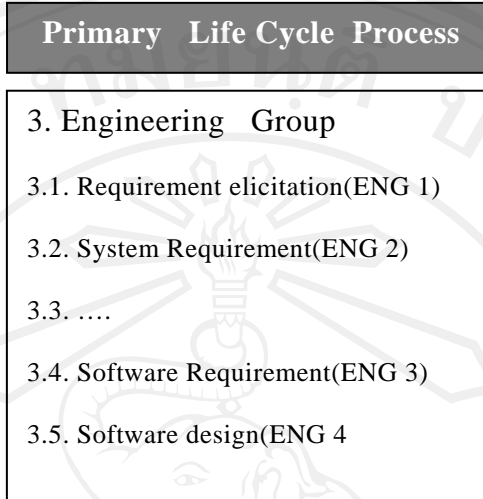 Primary Life Cycle Process
3. Engineering Group
3.1. Requirement elicitation(ENG 1)
3.2. System Requirement(ENG 2)
3.3. ….
3.4. Software Requirement(ENG 3)
3.5. Software design(ENG 4